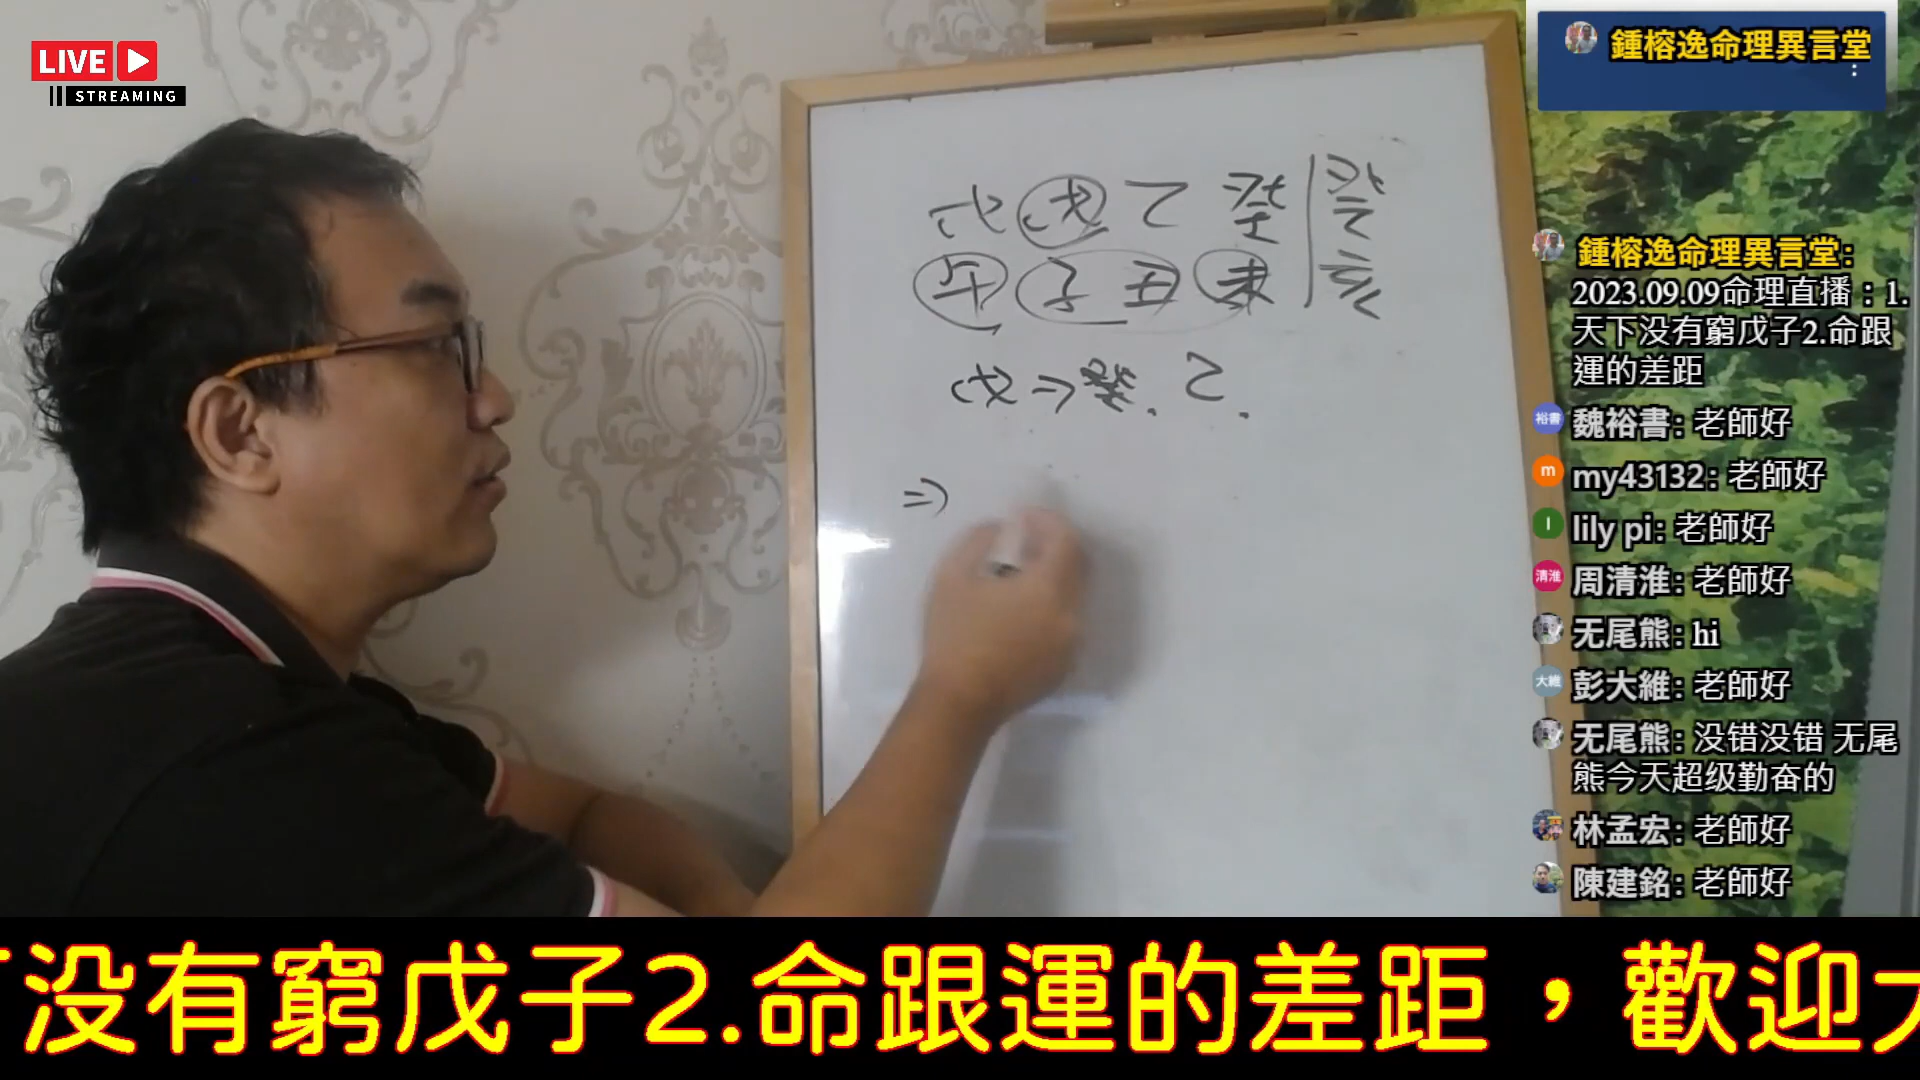 LIVE
STREAMING
鍾榕逸命理異言堂
戊戊乙
午子丑未亥
戊⇒癸.乙.
⇒
鍾榕逸命理異言堂:
2023.09.09命理直播：1.
天下没有窮戊子2.命跟
運的差距
裕書
魏裕書: 老師好
m
my43132: 老師好
l
lily pi: 老師好
清淮
周清淮: 老師好
无尾熊: hi
大維
彭大維: 老師好
无尾熊: 没错没错 无尾
熊今天超级勤奋的
林孟宏: 老師好
陳建銘: 老師好
没有窮戊子2.命跟運的差距，歡迎